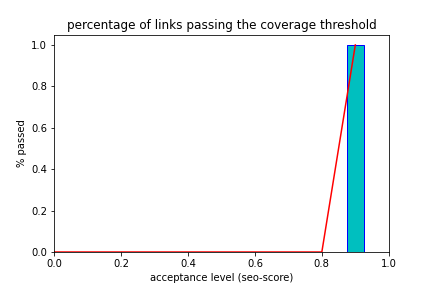 percentage of links passing the coverage threshold
1.0
0.8
0.6
0.4
0.2
0.0
% passed
0.0 0.2 0.4 0.6 0.8 1.0
acceptance level (seo-score)